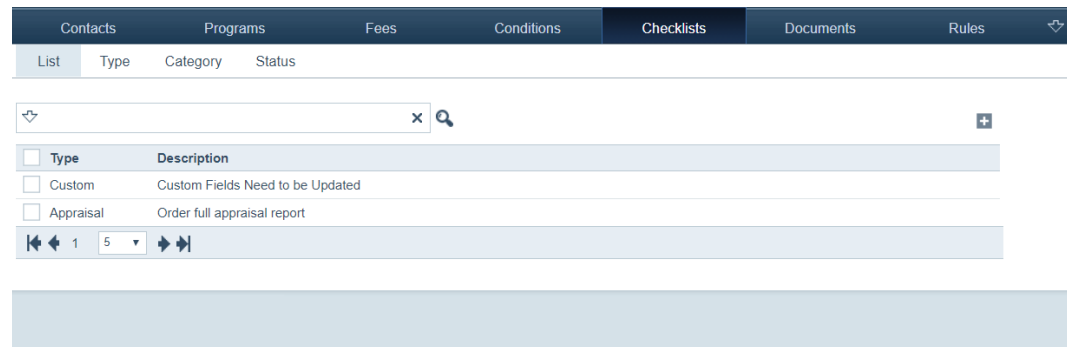 Contacts Programs Fees Conditions Checklists Documents Rules
List Type Category Status
Type Description
Custom Custom Fields Need to be Updated
Appraisal Order full appraisal report
1 5